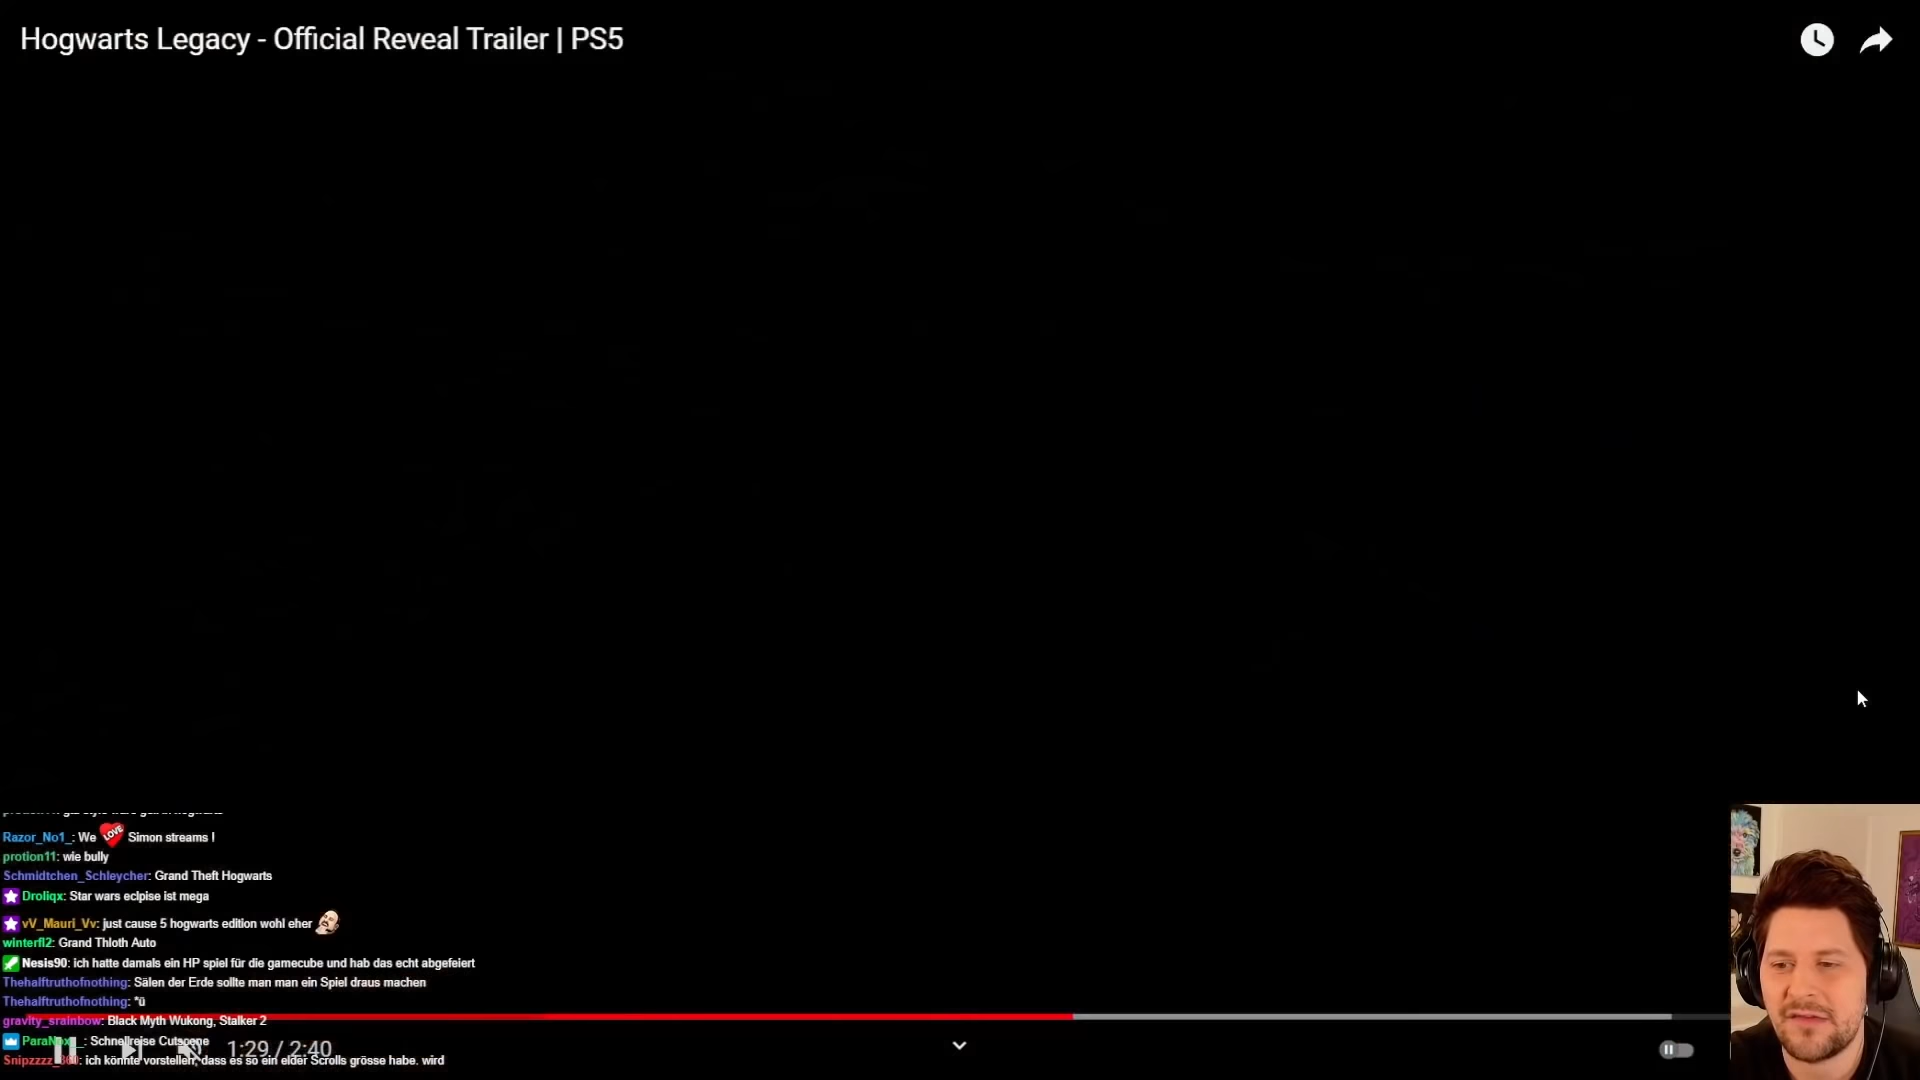 Hogwarts Legacy - Official Reveal Trailer | PS5
Razor_No1_: We LOVE Simon streams !
protion11: wie bully
Schmidtchen_Schleycher: Grand Theft Hogwarts
Droliqx: Star wars eclpise ist mega
vV_Mauri_Vv: just cause 5 hogwarts edition wohl eher
winterfl2: Grand Thloth Auto
Nesis90: ich hatte damals ein HP spiel für die gamecube und hab das echt abgefeiert
Thehalftruthofnothing: Sälen der Erde sollte man man ein Spiel draus machen
Thehalftruthofnothing: *ü
gravity_srainbow: Black Myth Wukong, Stalker 2
: Schnellreise Cutscene
1:29 / 2:40
: ich könnte vorstellen, dass es so ein elder Scrolls grösse habe. wird